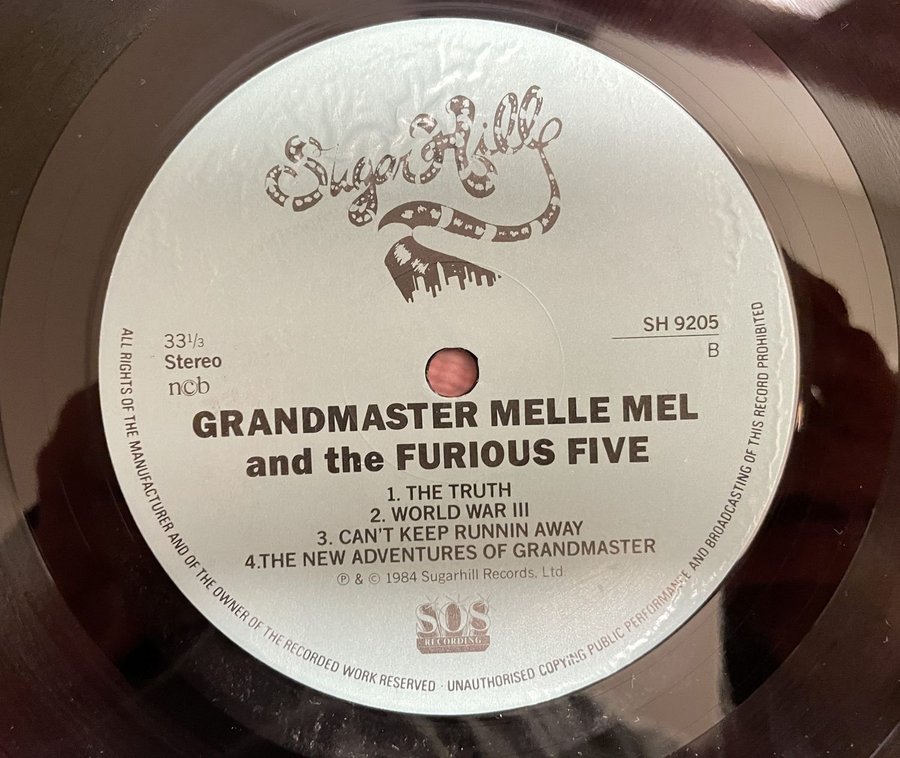 Sugar Hill
33⅓
Stereo
ncb
SH 9205
B
GRANDMASTER MELLE MEL
and the FURIOUS FIVE
1. THE TRUTH
2. WORLD WAR III
3. CAN'T KEEP RUNNIN AWAY
4.THE NEW ADVENTURES OF GRANDMASTER
℗ & © 1984 Sugarhill Records, Ltd.
SOS
RECORDING
ALL RIGHTS OF THE MANUFACTURER AND OF THE OWNER OF THE RECORDED WORK RESERVED · UNAUTHORISED COPYING PUBLIC PERFORMANCE AND BROADCASTING OF THIS RECORD PROHIBITED